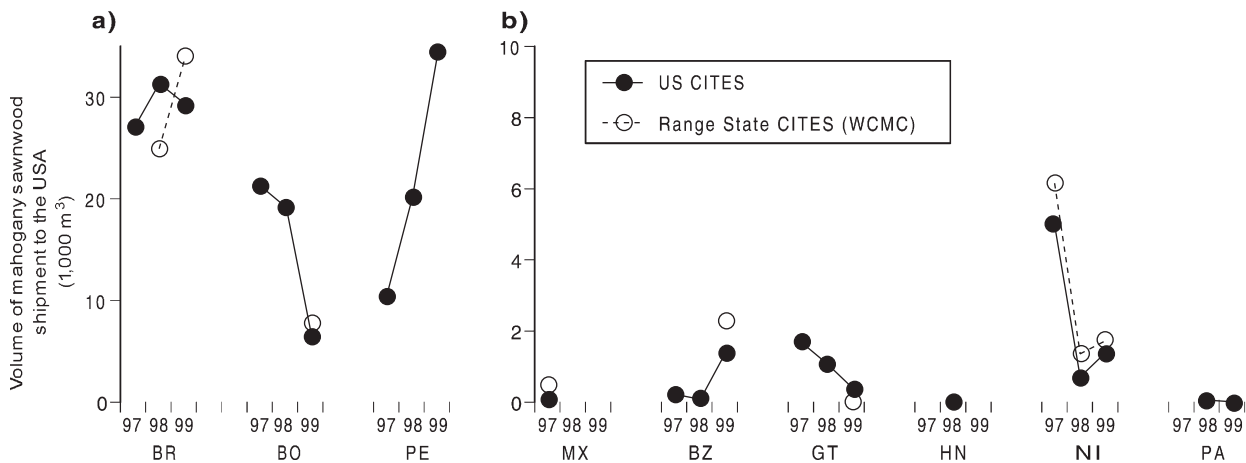 a)
Volume of mahogany sawnwood
shipment to the USA
(1,000 m³)
30
20
10
0
97 98 99
97 98 99
97 98 99
BR
BO
PE
b)
10
8
6
4
2
0
US CITES
Range State CITES (WCMC)
97 98 99
97 98 99
97 98 99
97 98 99
97 98 99
97 98 99
MX
BZ
GT
HN
NI
PA